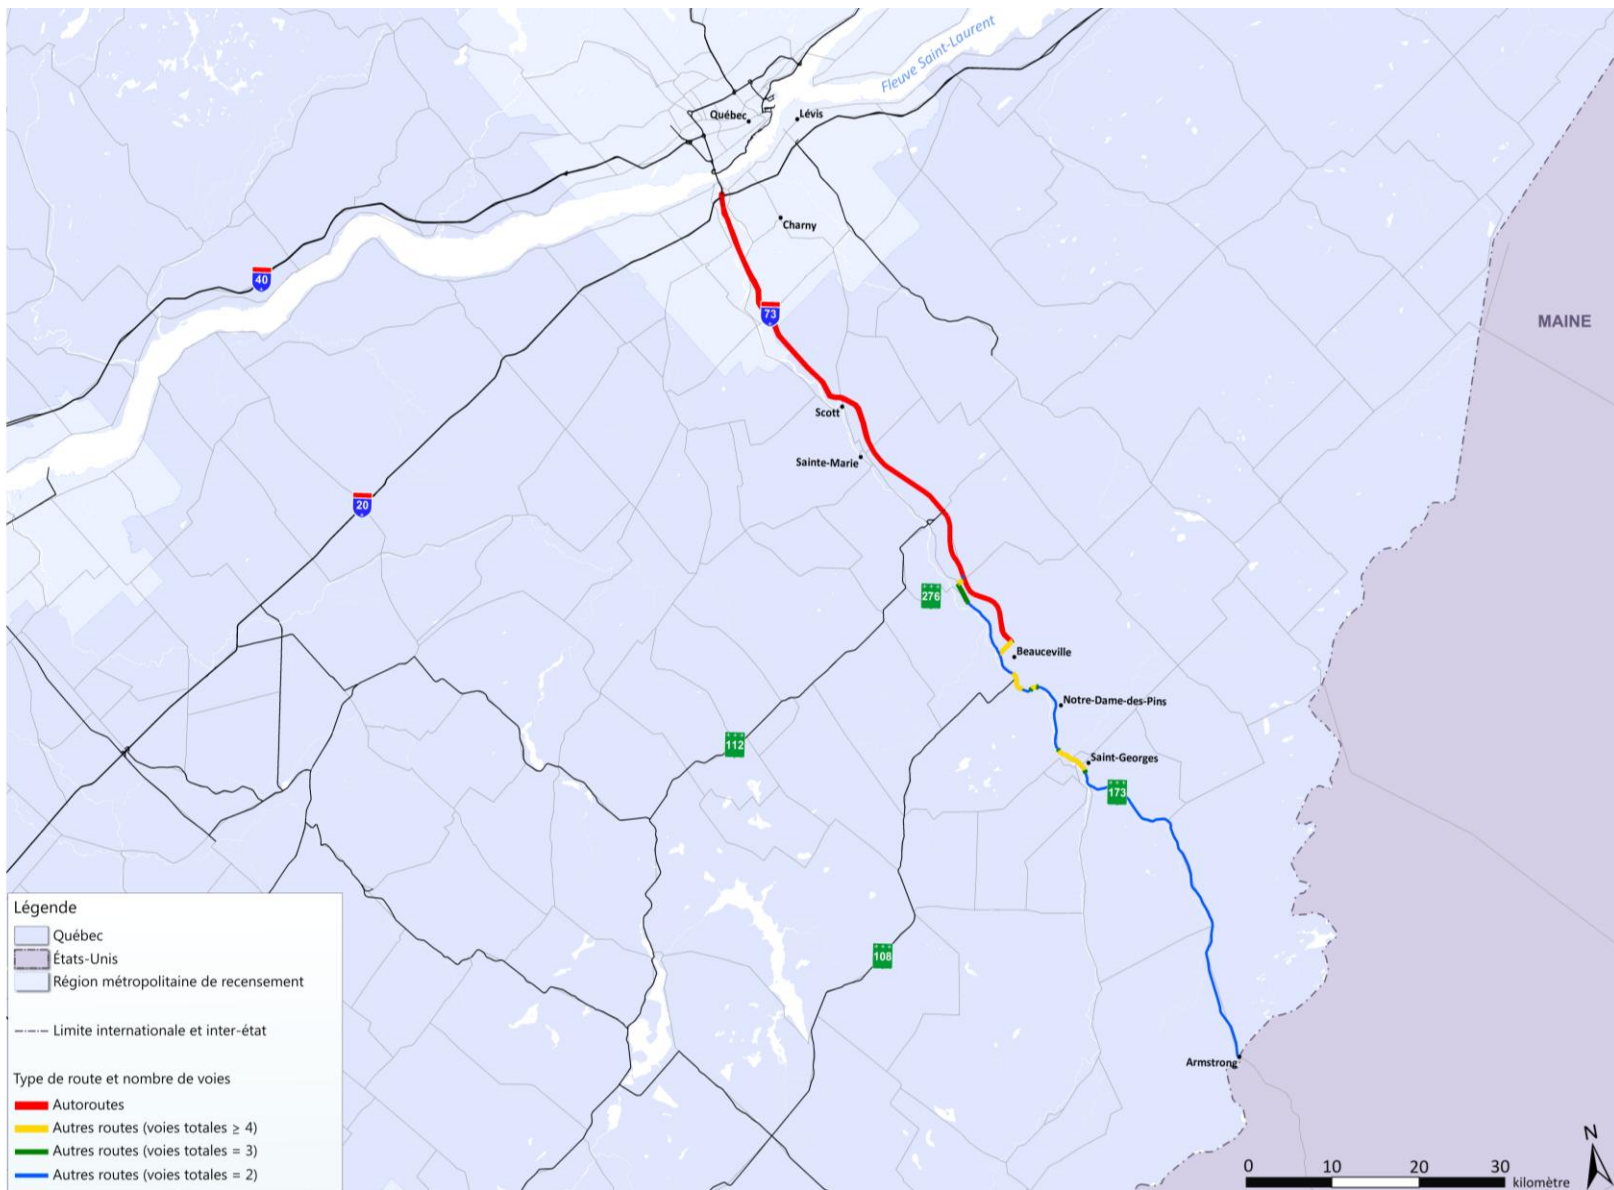 Fleuve Saint-Laurent
Québec
Lévis
Charny
40
73
MAINE
Scott
Sainte-Marie
20
276
Beauceville
Notre-Dame-des-Pins
112
Saint-Georges
173
108
Armstrong
Légende
Québec
États-Unis
Région métropolitaine de recensement
Limite internationale et inter-état
Type de route et nombre de voies
Autoroutes
Autres routes (voies totales ≥ 4)
Autres routes (voies totales = 3)
Autres routes (voies totales = 2)
N
0 10 20 30
kilomètre